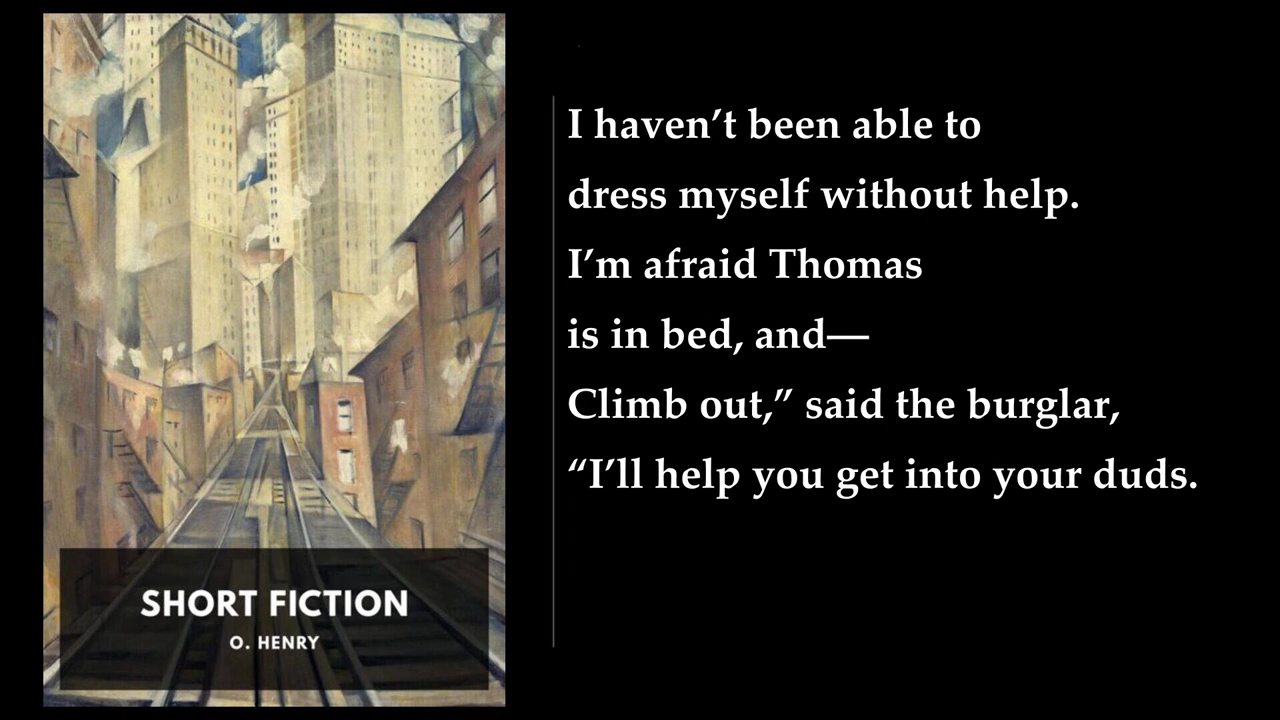 I haven’t been able to
dress myself without help.
I’m afraid Thomas
is in bed, and—
Climb out,” said the burglar,
“I’ll help you get into your duds.
SHORT FICTION
O. HENRY